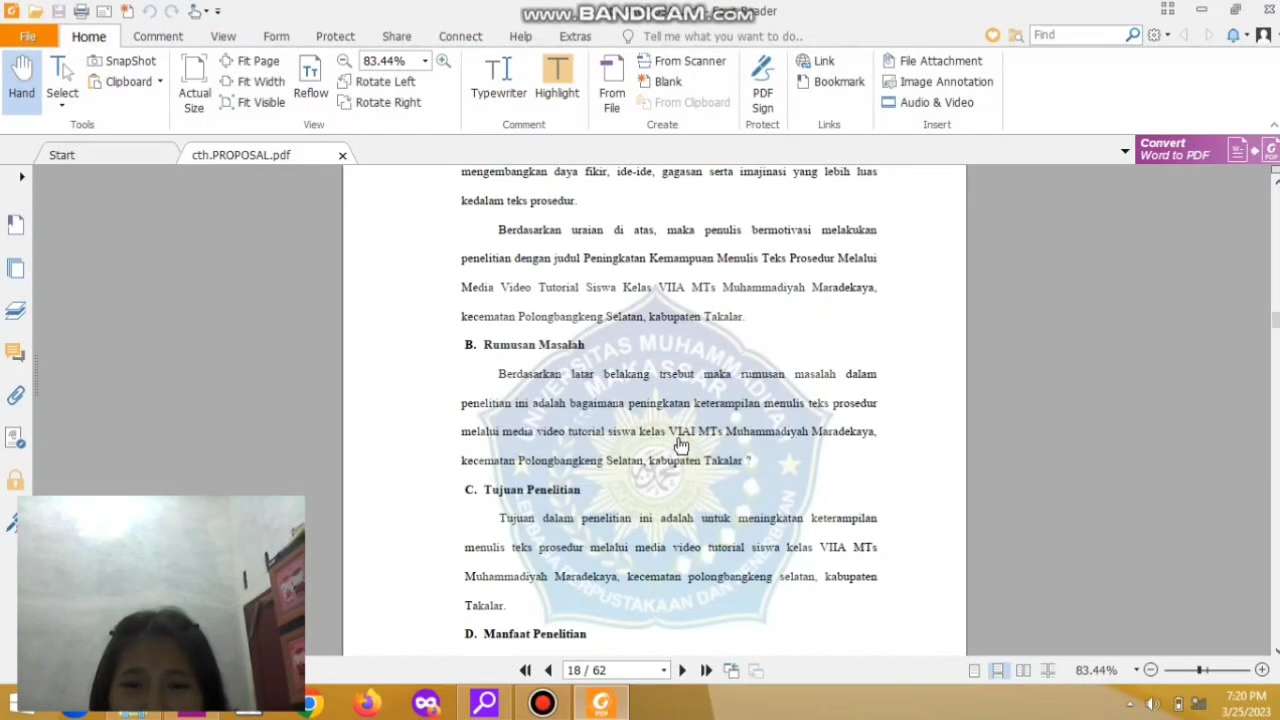 www.BANDICAM.com
Reader
File Home Comment View Form Protect Share Connect Help Extras Tell me what you want to do.. Find
Hand
Select
SnapShot
Clipboard
Tools
Actual Size
Fit Page
Fit Width
Fit Visible
Reflow
83.44%
Rotate Left
Rotate Right
View
Typewriter
Highlight
Comment
From File
From Scanner
Blank
From Clipboard
Create
PDF Sign
Protect
Link
Bookmark
Links
File Attachment
Image Annotation
Audio & Video
Insert
Start
cth.PROPOSAL.pdf
Convert
Word to PDF
mengembangkan daya fikir, ide-ide, gagasan serta imajinasi yang lebih luas
kedalam teks prosedur.
Berdasarkan uraian di atas, maka penulis bermotivasi melakukan
penelitian dengan judul Peningkatan Kemampuan Menulis Teks Prosedur Melalui
Media Video Tutorial Siswa Kelas VIIA MTs Muhammadiyah Maradekaya,
kecematan Polongbangkeng Selatan, kabupaten Takalar.
B. Rumusan Masalah
Berdasarkan latar belakang trsebut maka rumusan masalah dalam
penelitian ini adalah bagaimana peningkatan keterampilan menulis teks prosedur
melalui media video tutorial siswa kelas VIAI MTs Muhammadiyah Maradekaya,
kecematan Polongbangkeng Selatan, kabupaten Takalar ?
C. Tujuan Penelitian
Tujuan dalam penelitian ini adalah untuk meningkatan keterampilan
menulis teks prosedur melalui media video tutorial siswa kelas VIIA MTs
Muhammadiyah Maradekaya, kecematan polongbangkeng selatan, kabupaten
Takalar.
D. Manfaat Penelitian
UNIVERSITAS MUHAMMADIYAH
MAKASSAR
18 / 62
83.44%
PDF
7:20 PM
3/25/2023